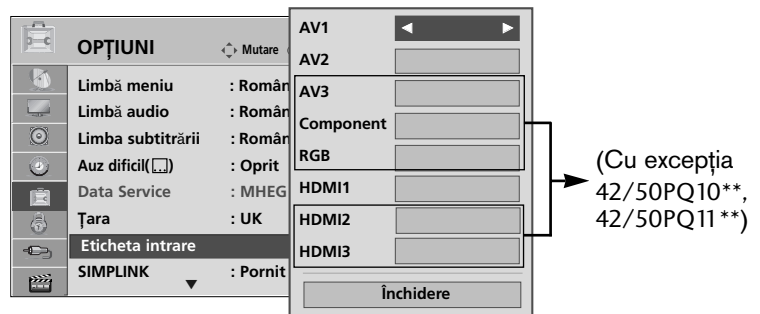 OPȚIUNI
Mutare
Limbă meniu : Român
Limbă audio : Român
Limba subtitrării : Român
Auz dificil( ) : Oprit
Data Service : MHEG
Țara : UK
Eticheta intrare
SIMPLINK : Pornit
AV1
AV2
AV3
Component
RGB
HDMI1
HDMI2
HDMI3
Închidere
(Cu excepția
42/50PQ10**,
42/50PQ11**)